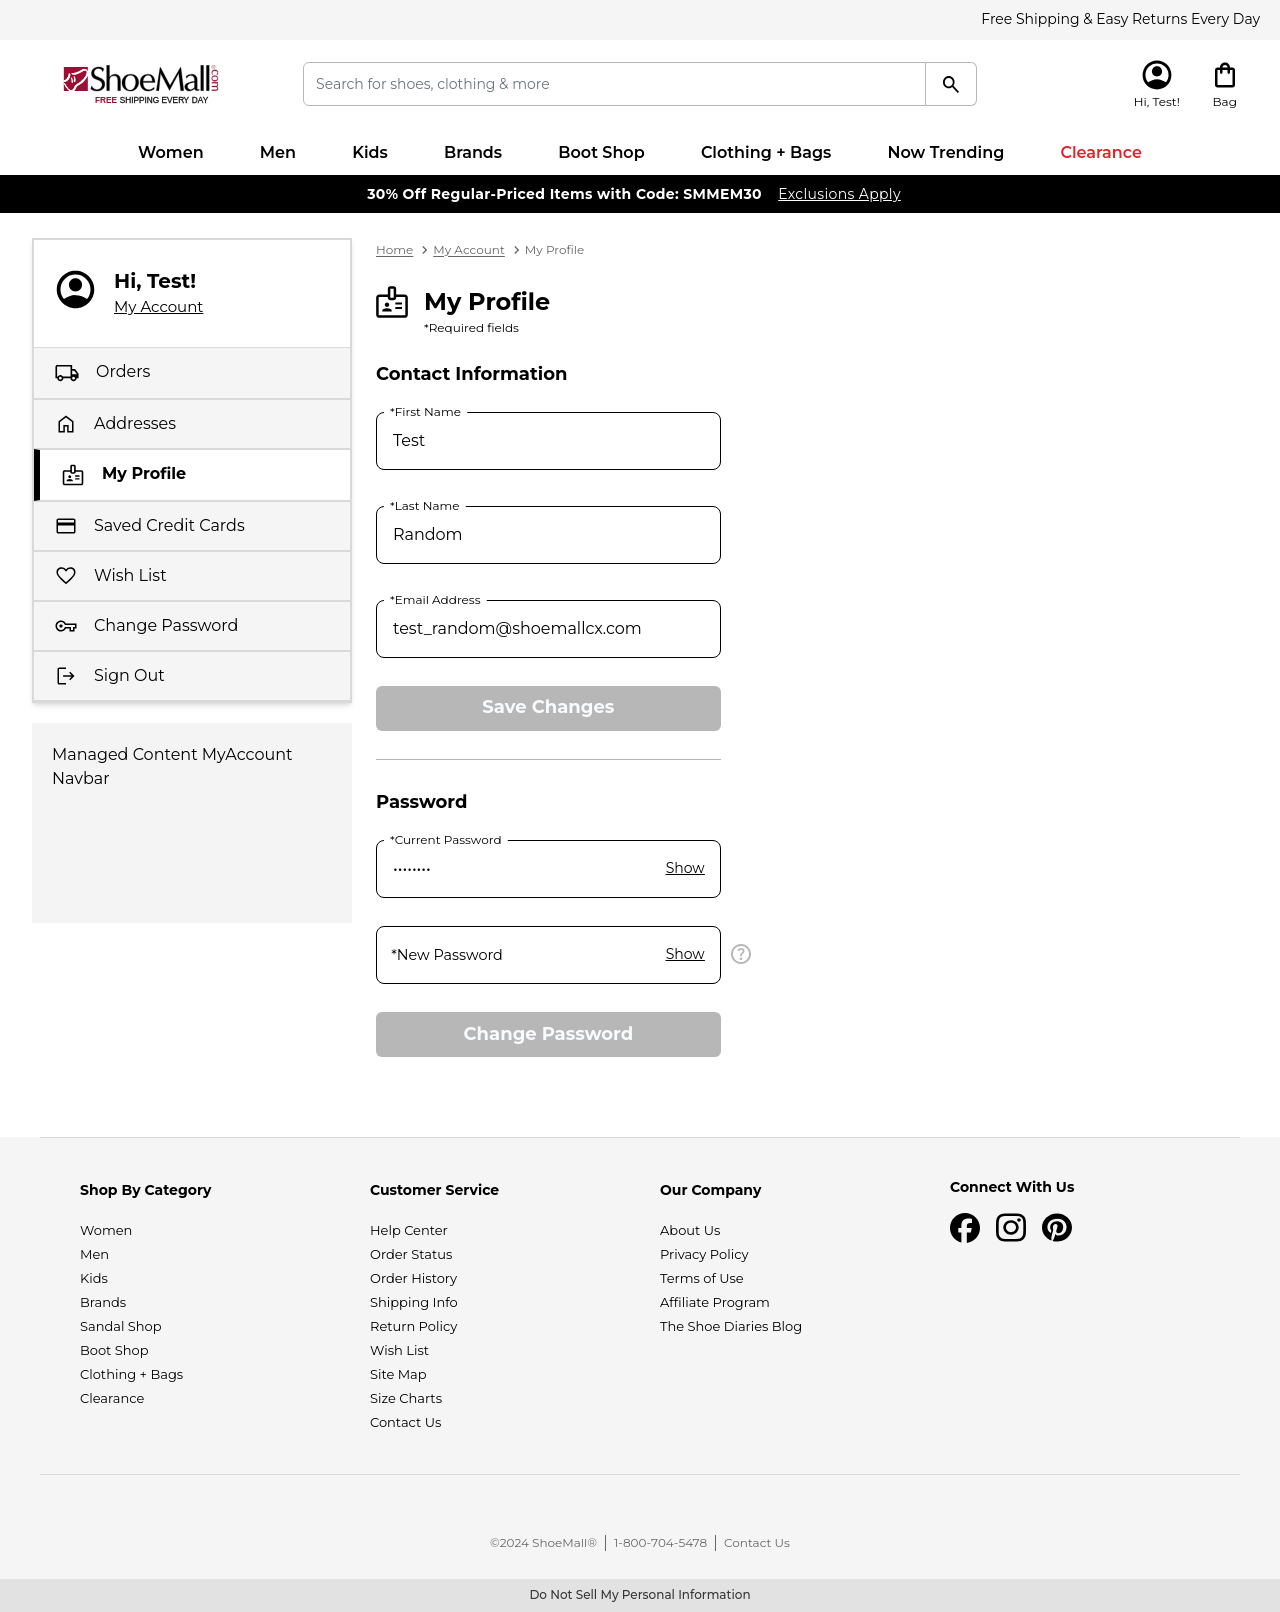 Free Shipping & Easy Returns Every Day
ShoeMall.com
FREE SHIPPING EVERY DAY
Search for shoes, clothing & more
Hi, Test!
Bag
Women
Men
Kids
Brands
Boot Shop
Clothing + Bags
Now Trending
Clearance
30% Off Regular-Priced Items with Code: SMMEM30 Exclusions Apply
Hi, Test!
My Account
Orders
Addresses
My Profile
Saved Credit Cards
Wish List
Change Password
Sign Out
Managed Content MyAccount
Navbar
Home > My Account > My Profile
My Profile
*Required fields
Contact Information
*First Name
Test
*Last Name
Random
*Email Address
test_random@shoemallcx.com
Save Changes
Password
*Current Password
••••••••
Show
*New Password
Show
?
Change Password
Shop By Category
Women
Men
Kids
Brands
Sandal Shop
Boot Shop
Clothing + Bags
Clearance
Customer Service
Help Center
Order Status
Order History
Shipping Info
Return Policy
Wish List
Site Map
Size Charts
Contact Us
Our Company
About Us
Privacy Policy
Terms of Use
Affiliate Program
The Shoe Diaries Blog
Connect With Us
©2024 ShoeMall® | 1-800-704-5478 | Contact Us
Do Not Sell My Personal Information